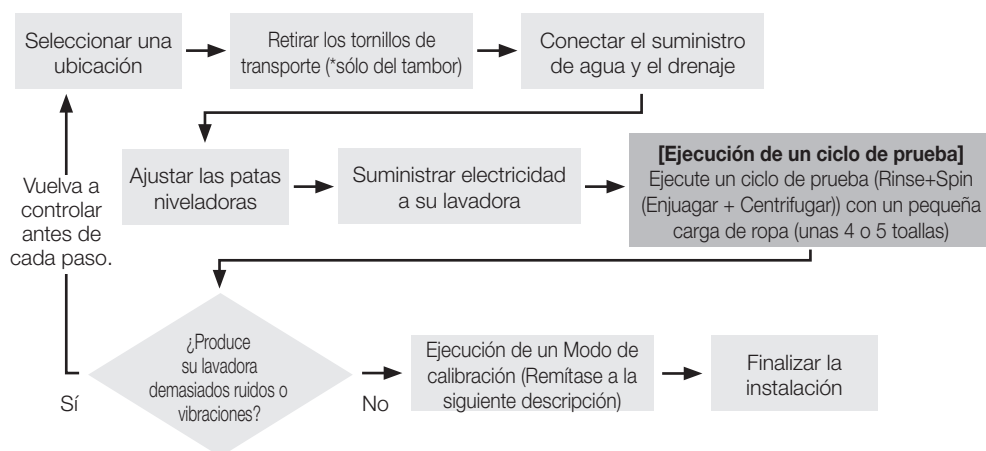 Seleccionar una
ubicación
Retirar los tornillos de
transporte (*sólo del tambor)
Conectar el suministro
de agua y el drenaje
Ajustar las patas
niveladoras
Suministrar electricidad
a su lavadora
[Ejecución de un ciclo de prueba]
Ejecute un ciclo de prueba (Rinse+Spin
(Enjuagar + Centrifugar)) con un pequeña
carga de ropa (unas 4 o 5 toallas)
Vuelva a
controlar
antes de
cada paso.
¿Produce
su lavadora
demasiados ruidos o
vibraciones?
Sí
No
Ejecución de un Modo de
calibración (Remítase a la
siguiente descripción)
Finalizar la
instalación